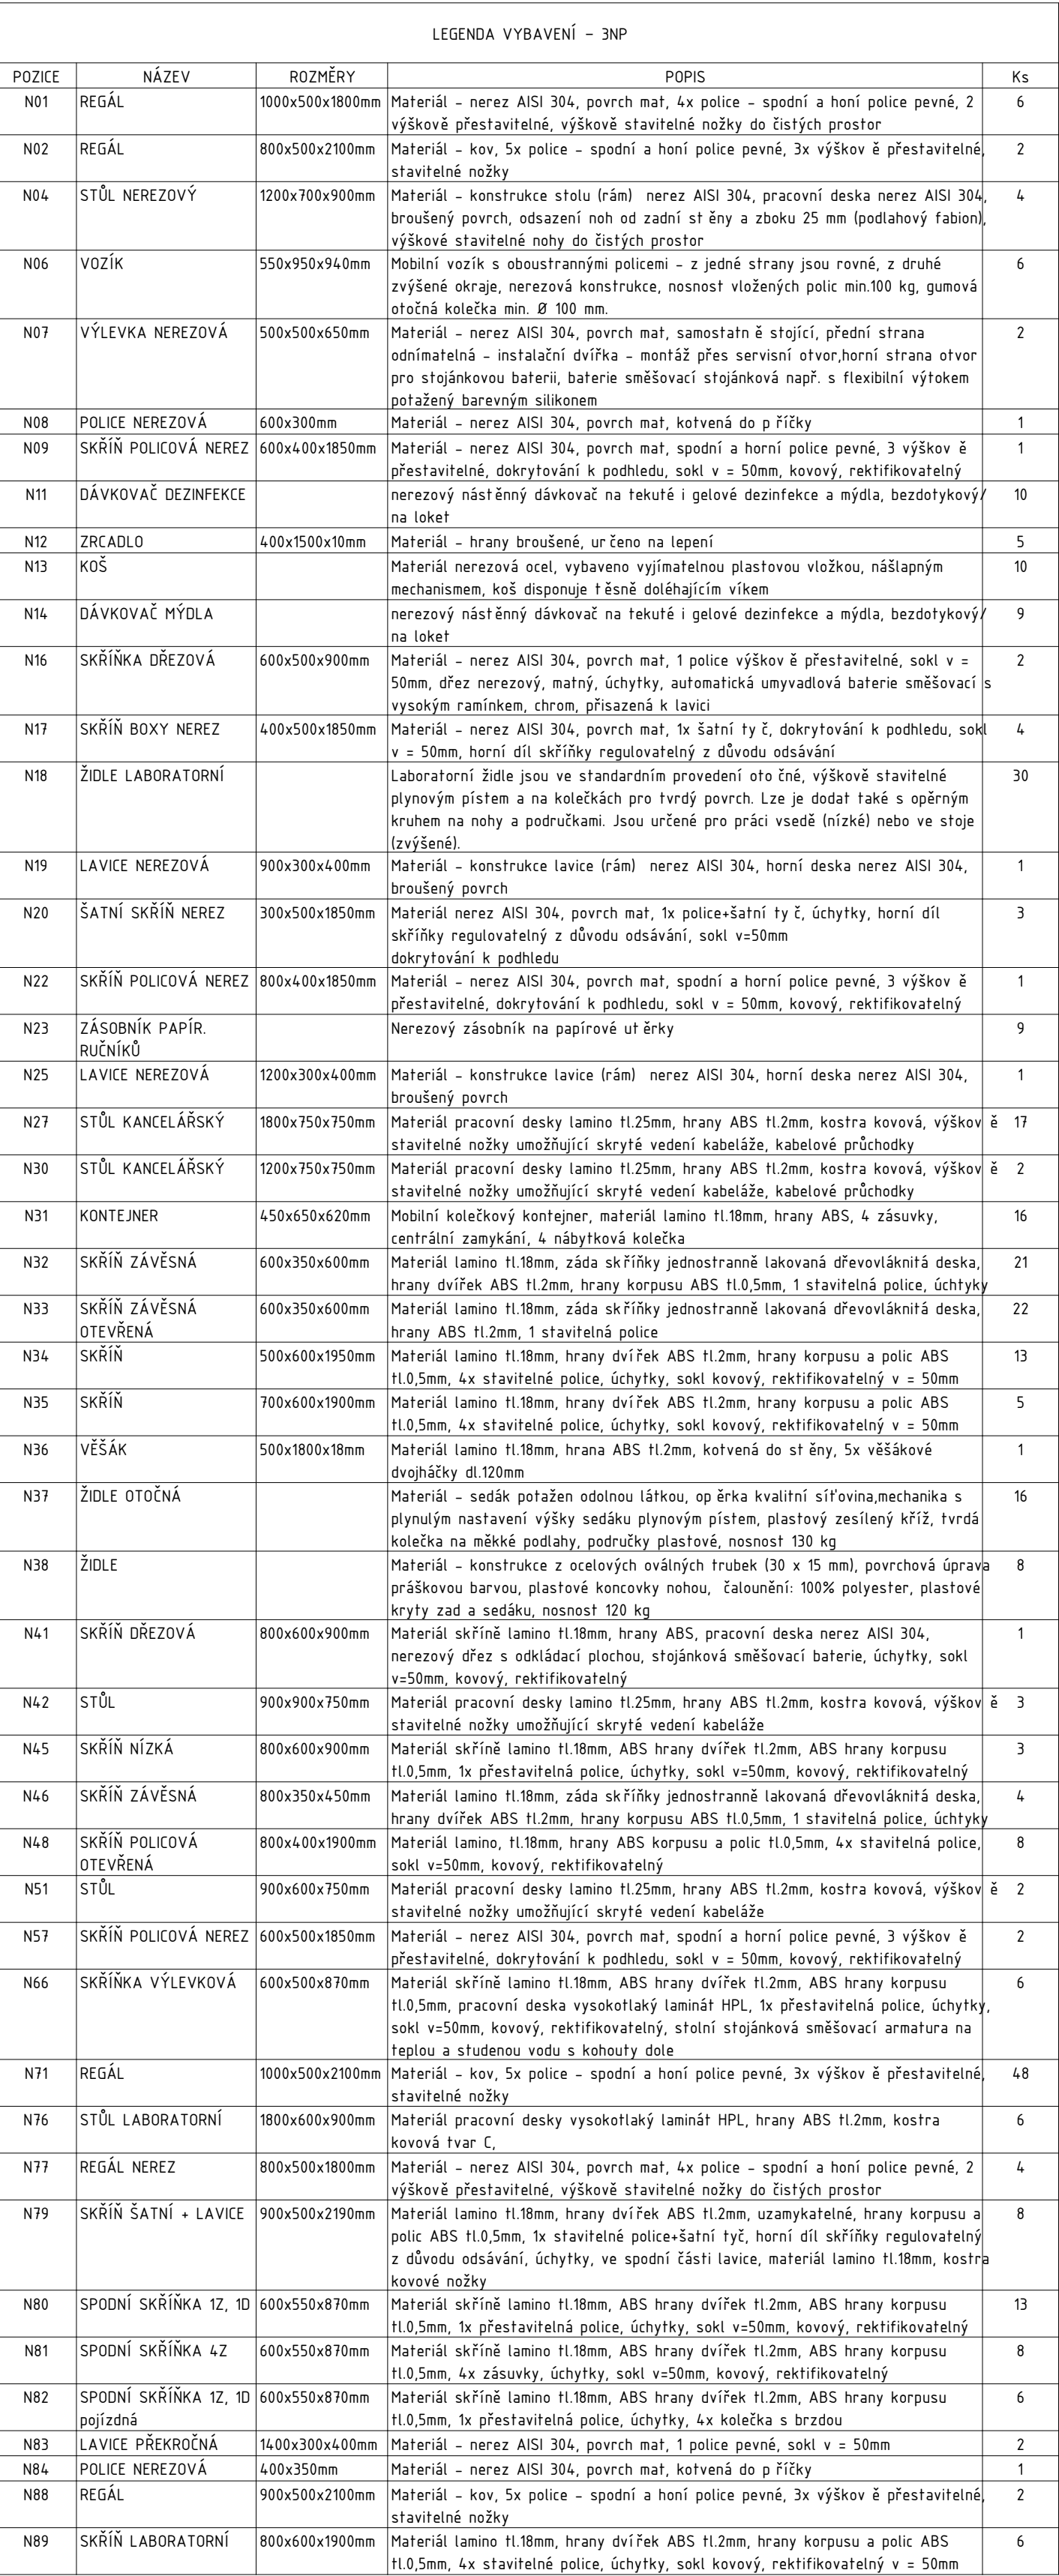 LEGENDA VYBAVENÍ – 3NP
POZICE NÁZEV ROZMĚRY POPIS Ks
N01 REGÁL 1000x500x1800mm Materiál – nerez AISI 304, povrch mat, 4x police – spodní a honí police pevné, 2 6
výškově přestavitelné, výškově stavitelné nožky do čistých prostor
N02 REGÁL 800x500x2100mm Materiál – kov, 5x police – spodní a honí police pevné, 3x výškov ě přestavitelné, 2
stavitelné nožky
N04 STŮL NEREZOVÝ 1200x700x900mm Materiál – konstrukce stolu (rám) nerez AISI 304, pracovní deska nerez AISI 304, 4
broušený povrch, odsazení noh od zadní st ěny a zboku 25 mm (podlahový fabion),
výškové stavitelné nohy do čistých prostor
N06 VOZÍK 550x950x940mm Mobilní vozík s oboustrannými policemi – z jedné strany jsou rovné, z druhé 6
zvýšené okraje, nerezová konstrukce, nosnost vložených polic min.100 kg, gumová
otočná kolečka min. Ø 100 mm.
N07 VÝLEVKA NEREZOVÁ 500x500x650mm Materiál – nerez AISI 304, povrch mat, samostatn ě stojící, přední strana 2
odnímatelná – instalační dvířka – montáž přes servisní otvor,horní strana otvor
pro stojánkovou baterii, baterie směšovací stojánková např. s flexibilní výtokem
potažený barevným silikonem
N08 POLICE NEREZOVÁ 600x300mm Materiál – nerez AISI 304, povrch mat, kotvená do p říčky 1
N09 SKŘÍŇ POLICOVÁ NEREZ 600x400x1850mm Materiál – nerez AISI 304, povrch mat, spodní a horní police pevné, 3 výškov ě 1
přestavitelné, dokrytování k podhledu, sokl v = 50mm, kovový, rektifikovatelný
N11 DÁVKOVAČ DEZINFEKCE nerezový nástěnný dávkovač na tekuté i gelové dezinfekce a mýdla, bezdotykový/ 10
na loket
N12 ZRCADLO 400x1500x10mm Materiál – hrany broušené, ur čeno na lepení 5
N13 KOŠ Materiál nerezová ocel, vybaveno vyjímatelnou plastovou vložkou, nášlapným 10
mechanismem, koš disponuje t ěsně doléhajícím víkem
N14 DÁVKOVAČ MÝDLA nerezový nástěnný dávkovač na tekuté i gelové dezinfekce a mýdla, bezdotykový/ 9
na loket
N16 SKŘÍŇKA DŘEZOVÁ 600x500x900mm Materiál – nerez AISI 304, povrch mat, 1 police výškov ě přestavitelné, sokl v = 2
50mm, dřez nerezový, matný, úchytky, automatická umyvadlová baterie směšovací s
vysokým ramínkem, chrom, přisazená k lavici
N17 SKŘÍŇ BOXY NEREZ 400x500x1850mm Materiál – nerez AISI 304, povrch mat, 1x šatní ty č, dokrytování k podhledu, sokl 4
v = 50mm, horní díl skříňky regulovatelný z důvodu odsávání
N18 ŽIDLE LABORATORNÍ Laboratorní židle jsou ve standardním provedení oto čné, výškově stavitelné 30
plynovým pístem a na kolečkách pro tvrdý povrch. Lze je dodat také s opěrným
kruhem na nohy a područkami. Jsou určené pro práci vsedě (nízké) nebo ve stoje
(zvýšené).
N19 LAVICE NEREZOVÁ 900x300x400mm Materiál – konstrukce lavice (rám) nerez AISI 304, horní deska nerez AISI 304, 1
broušený povrch
N20 ŠATNÍ SKŘÍŇ NEREZ 300x500x1850mm Materiál nerez AISI 304, povrch mat, 1x police+šatní ty č, úchytky, horní díl 3
skříňky regulovatelný z důvodu odsávání, sokl v=50mm
dokrytování k podhledu
N22 SKŘÍŇ POLICOVÁ NEREZ 800x400x1850mm Materiál – nerez AISI 304, povrch mat, spodní a horní police pevné, 3 výškov ě 1
přestavitelné, dokrytování k podhledu, sokl v = 50mm, kovový, rektifikovatelný
N23 ZÁSOBNÍK PAPÍR. Nerezový zásobník na papírové ut ěrky 9
RUČNÍKŮ
N25 LAVICE NEREZOVÁ 1200x300x400mm Materiál – konstrukce lavice (rám) nerez AISI 304, horní deska nerez AISI 304, 1
broušený povrch
N27 STŮL KANCELÁŘSKÝ 1800x750x750mm Materiál pracovní desky lamino tl.25mm, hrany ABS tl.2mm, kostra kovová, výškov ě 17
stavitelné nožky umožňující skryté vedení kabeláže, kabelové průchodky
N30 STŮL KANCELÁŘSKÝ 1200x750x750mm Materiál pracovní desky lamino tl.25mm, hrany ABS tl.2mm, kostra kovová, výškov ě 2
stavitelné nožky umožňující skryté vedení kabeláže, kabelové průchodky
N31 KONTEJNER 450x650x620mm Mobilní kolečkový kontejner, materiál lamino tl.18mm, hrany ABS, 4 zásuvky, 16
centrální zamykání, 4 nábytková kolečka
N32 SKŘÍŇ ZÁVĚSNÁ 600x350x600mm Materiál lamino tl.18mm, záda sk říňky jednostranně lakovaná dřevovláknitá deska, 21
hrany dvířek ABS tl.2mm, hrany korpusu ABS tl.0,5mm, 1 stavitelná police, úchtyky
N33 SKŘÍŇ ZÁVĚSNÁ 600x350x600mm Materiál lamino tl.18mm, záda sk říňky jednostranně lakovaná dřevovláknitá deska, 22
OTEVŘENÁ hrany ABS tl.2mm, 1 stavitelná police
N34 SKŘÍŇ 500x600x1950mm Materiál lamino tl.18mm, hrany dvířek ABS tl.2mm, hrany korpusu a polic ABS 13
tl.0,5mm, 4x stavitelné police, úchytky, sokl kovový, rektifikovatelný v = 50mm
N35 SKŘÍŇ 700x600x1900mm Materiál lamino tl.18mm, hrany dvířek ABS tl.2mm, hrany korpusu a polic ABS 5
tl.0,5mm, 4x stavitelné police, úchytky, sokl kovový, rektifikovatelný v = 50mm
N36 VĚŠÁK 500x1800x18mm Materiál lamino tl.18mm, hrana ABS tl.2mm, kotvená do st ěny, 5x věšákové 1
dvojháčky dl.120mm
N37 ŽIDLE OTOČNÁ Materiál – sedák potažen odolnou látkou, op ěrka kvalitní síťovina,mechanika s 16
plynulým nastavení výšky sedáku plynovým pístem, plastový zesílený kříž, tvrdá
kolečka na měkké podlahy, područky plastové, nosnost 130 kg
N38 ŽIDLE Materiál – konstrukce z ocelových oválných trubek (30 x 15 mm), povrchová úprava 8
práškovou barvou, plastové koncovky nohou, čalounění: 100% polyester, plastové
kryty zad a sedáku, nosnost 120 kg
N41 SKŘÍŇ DŘEZOVÁ 800x600x900mm Materiál skříně lamino tl.18mm, hrany ABS, pracovní deska nerez AISI 304, 1
nerezový dřez s odkládací plochou, stojánková směšovací baterie, úchytky, sokl
v=50mm, kovový, rektifikovatelný
N42 STŮL 900x900x750mm Materiál pracovní desky lamino tl.25mm, hrany ABS tl.2mm, kostra kovová, výškov ě 3
stavitelné nožky umožňující skryté vedení kabeláže
N45 SKŘÍŇ NÍZKÁ 800x600x900mm Materiál skříně lamino tl.18mm, ABS hrany dvířek tl.2mm, ABS hrany korpusu 3
tl.0,5mm, 1x přestavitelná police, úchytky, sokl v=50mm, kovový, rektifikovatelný
N46 SKŘÍŇ ZÁVĚSNÁ 800x350x450mm Materiál lamino tl.18mm, záda sk říňky jednostranně lakovaná dřevovláknitá deska, 4
hrany dvířek ABS tl.2mm, hrany korpusu ABS tl.0,5mm, 1 stavitelná police, úchtyky
N48 SKŘÍŇ POLICOVÁ 800x400x1900mm Materiál lamino, tl.18mm, hrany ABS korpusu a polic tl.0,5mm, 4x stavitelná police, 8
OTEVŘENÁ sokl v=50mm, kovový, rektifikovatelný
N51 STŮL 900x600x750mm Materiál pracovní desky lamino tl.25mm, hrany ABS tl.2mm, kostra kovová, výškov ě 2
stavitelné nožky umožňující skryté vedení kabeláže
N57 SKŘÍŇ POLICOVÁ NEREZ 600x500x1850mm Materiál – nerez AISI 304, povrch mat, spodní a horní police pevné, 3 výškov ě 2
přestavitelné, dokrytování k podhledu, sokl v = 50mm, kovový, rektifikovatelný
N66 SKŘÍŇKA VÝLEVKOVÁ 600x500x870mm Materiál skříně lamino tl.18mm, ABS hrany dvířek tl.2mm, ABS hrany korpusu 6
tl.0,5mm, pracovní deska vysokotlaký laminát HPL, 1x přestavitelná police, úchytky,
sokl v=50mm, kovový, rektifikovatelný, stolní stojánková směšovací armatura na
teplou a studenou vodu s kohouty dole
N71 REGÁL 1000x500x2100mm Materiál – kov, 5x police – spodní a honí police pevné, 3x výškov ě přestavitelné, 48
stavitelné nožky
N76 STŮL LABORATORNÍ 1800x600x900mm Materiál pracovní desky vysokotlaký laminát HPL, hrany ABS tl.2mm, kostra 6
kovová tvar C,
N77 REGÁL NEREZ 800x500x1800mm Materiál – nerez AISI 304, povrch mat, 4x police – spodní a honí police pevné, 2 4
výškově přestavitelné, výškově stavitelné nožky do čistých prostor
N79 SKŘÍŇ ŠATNÍ + LAVICE 900x500x2190mm Materiál lamino tl.18mm, hrany dvířek ABS tl.2mm, uzamykatelné, hrany korpusu a 8
polic ABS tl.0,5mm, 1x stavitelné police+šatní tyč, horní díl skříňky regulovatelný
z důvodu odsávání, úchytky, ve spodní části lavice, materiál lamino tl.18mm, kostra
kovové nožky
N80 SPODNÍ SKŘÍŇKA 1Z, 1D 600x550x870mm Materiál skříně lamino tl.18mm, ABS hrany dvířek tl.2mm, ABS hrany korpusu 13
tl.0,5mm, 1x přestavitelná police, úchytky, sokl v=50mm, kovový, rektifikovatelný
N81 SPODNÍ SKŘÍŇKA 4Z 600x550x870mm Materiál skříně lamino tl.18mm, ABS hrany dvířek tl.2mm, ABS hrany korpusu 8
tl.0,5mm, 4x zásuvky, úchytky, sokl v=50mm, kovový, rektifikovatelný
N82 SPODNÍ SKŘÍŇKA 1Z, 1D 600x550x870mm Materiál skříně lamino tl.18mm, ABS hrany dvířek tl.2mm, ABS hrany korpusu 6
pojízdná tl.0,5mm, 1x přestavitelná police, úchytky, 4x kolečka s brzdou
N83 LAVICE PŘEKROČNÁ 1400x300x400mm Materiál – nerez AISI 304, povrch mat, 1 police pevné, sokl v = 50mm 2
N84 POLICE NEREZOVÁ 400x350mm Materiál – nerez AISI 304, povrch mat, kotvená do p říčky 1
N88 REGÁL 900x500x2100mm Materiál – kov, 5x police – spodní a honí police pevné, 3x výškov ě přestavitelné, 2
stavitelné nožky
N89 SKŘÍŇ LABORATORNÍ 800x600x1900mm Materiál lamino tl.18mm, hrany dvířek ABS tl.2mm, hrany korpusu a polic ABS 6
tl.0,5mm, 4x stavitelné police, úchytky, sokl kovový, rektifikovatelný v = 50mm